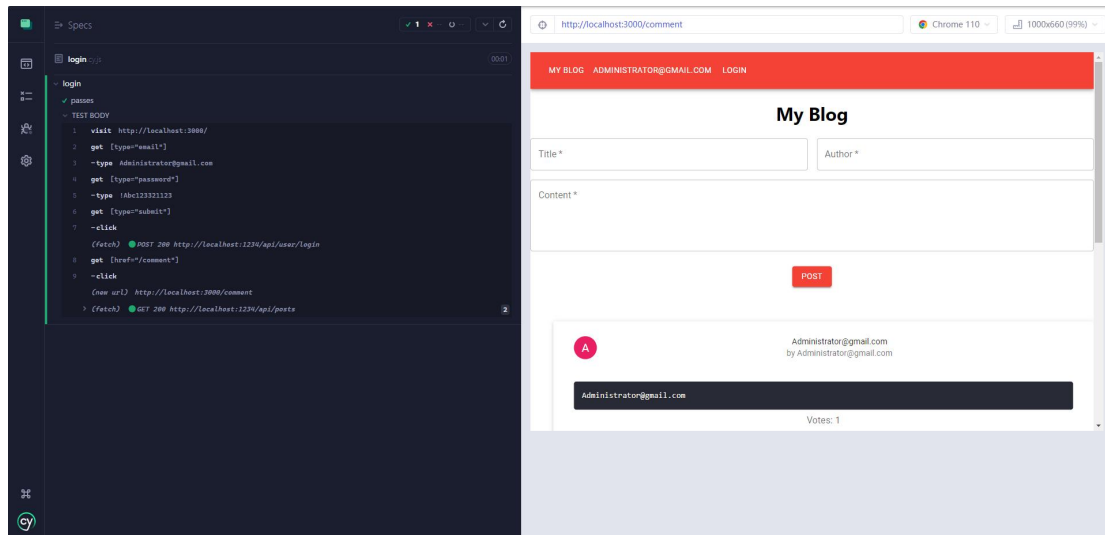 Specs
✓ 1 × -- --
login cy.js
00:01
login
passes
TEST BODY
1 visit http://localhost:3000/
2 get [type="email"]
3 -type Administrator@gmail.com
4 get [type="password"]
5 -type !Abc123321123
6 get [type="submit"]
7 -click
(fetch) POST 200 http://localhost:1234/api/user/login
8 get [href="/comment"]
9 -click
(new url) http://localhost:3000/comment
(fetch) GET 200 http://localhost:1234/api/posts 2
cy
http://localhost:3000/comment
Chrome 110
1000x660 (99%)
MY BLOG ADMINISTRATOR@GMAIL.COM LOGIN
My Blog
Title *
Author *
Content *
POST
A
Administrator@gmail.com
by Administrator@gmail.com
Administrator@gmail.com
Votes: 1